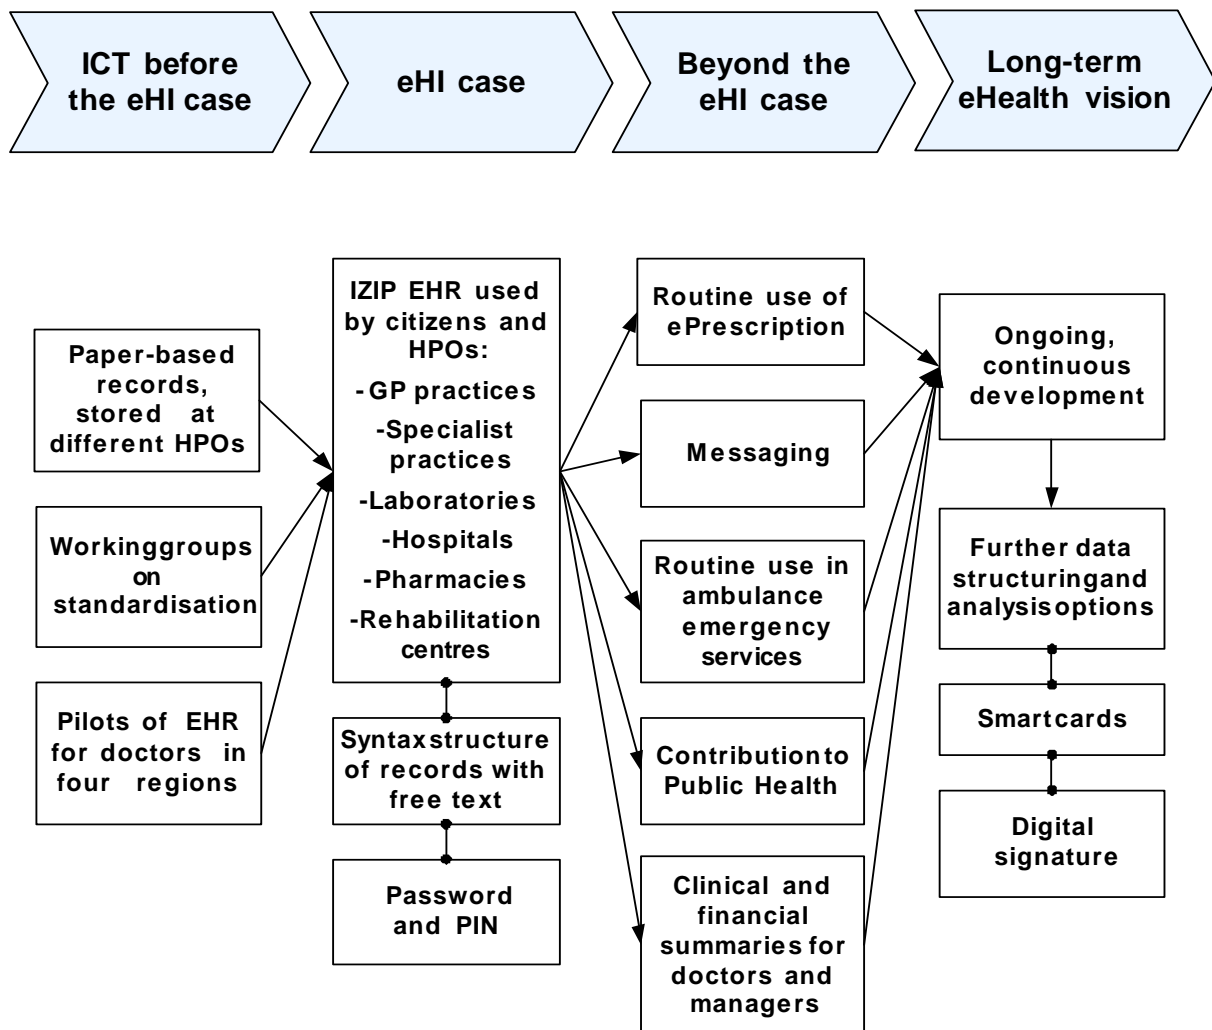 ICT before
the eHI case
eHI case
Beyond the
eHI case
Long-term
eHealth vision
Paper-based
records,
stored at
different HPOs
Workinggroups
on
standardisation
Pilots of EHR
for doctors in
four regions
IZIP EHR used
by citizens and
HPOs:
-GP practices
-Specialist
practices
-Laboratories
-Hospitals
-Pharmacies
-Rehabilitation
centres
Syntaxstructure
of records with
free text
Password
and PIN
Routine use of
ePrescription
Messaging
Routine use in
ambulance
emergency
services
Contribution to
Public Health
Clinical and
financial
summaries for
doctors and
managers
Ongoing,
continuous
development
Further data
structuringand
analysisoptions
Smartcards
Digital
signature